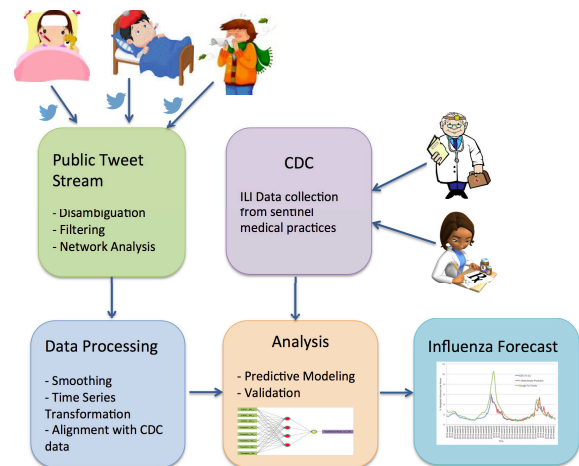 Public Tweet
Stream
- Disambiguation
- Filtering
- Network Analysis
CDC
ILI Data collection
from sentinel
medical practices
Data Processing
- Smoothing
- Time Series
Transformation
- Alignment with CDC
data
Analysis
- Predictive Modeling
- Validation
Influenza Forecast